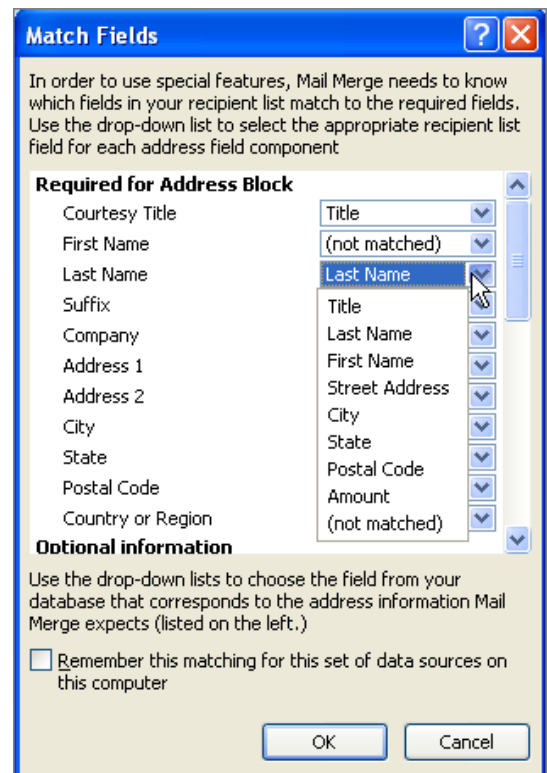 Match Fields
In order to use special features, Mail Merge needs to know
which fields in your recipient list match to the required fields.
Use the drop-down list to select the appropriate recipient list
field for each address field component
Required for Address Block
Courtesy Title Title
First Name (not matched)
Last Name Last Name
Suffix Title
Company Last Name
Address 1 First Name
Address 2 Street Address
City City
State State
Postal Code Postal Code
Amount
Country or Region (not matched)
Optional information
Use the drop-down lists to choose the field from your
database that corresponds to the address information Mail
Merge expects (listed on the left.)
Remember this matching for this set of data sources on
this computer
OK Cancel